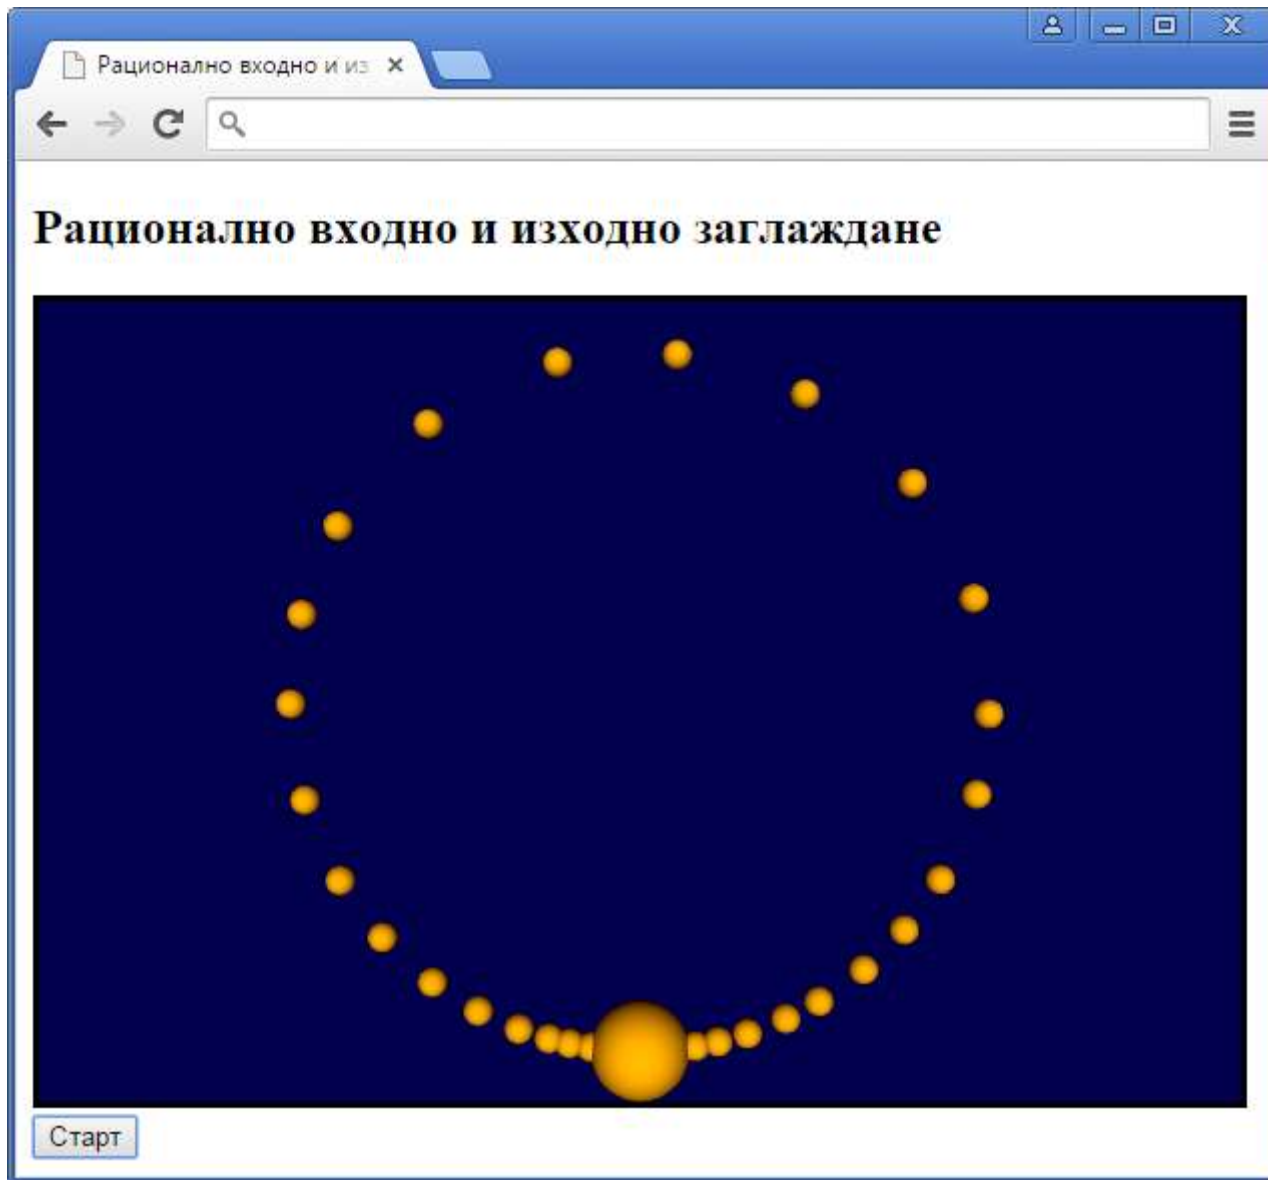 Рационално входно и из
Рационално входно и изходно заглаждане
Старт